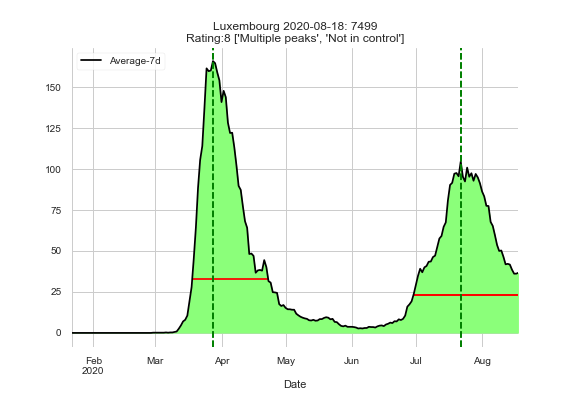 Luxembourg 2020-08-18: 7499
Rating:8 ['Multiple peaks', 'Not in control']
Average-7d
150
125
100
75
50
25
0
Feb Mar Apr May Jun Jul Aug
2020
Date